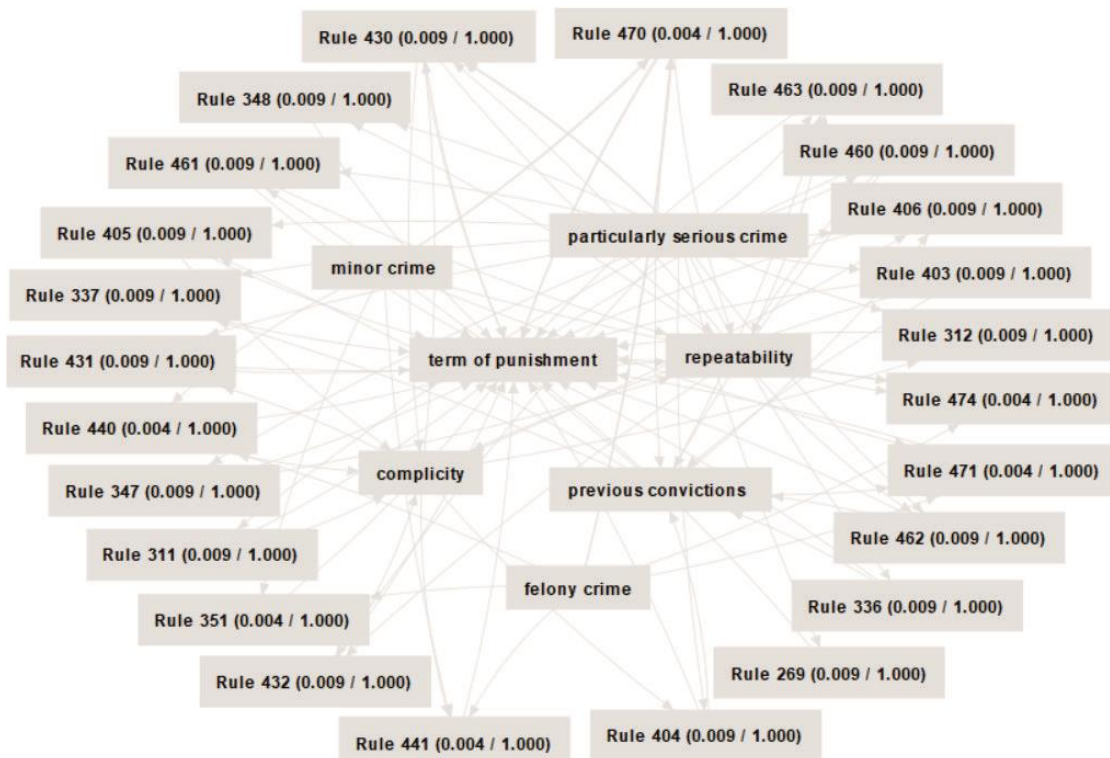 Rule 430 (0.009 / 1.000)
Rule 470 (0.004 / 1.000)
Rule 348 (0.009 / 1.000)
Rule 463 (0.009 / 1.000)
Rule 461 (0.009 / 1.000)
Rule 460 (0.009 / 1.000)
Rule 406 (0.009 / 1.000)
Rule 405 (0.009 / 1.000)
particularly serious crime
minor crime
Rule 403 (0.009 / 1.000)
Rule 337 (0.009 / 1.000)
Rule 312 (0.009 / 1.000)
Rule 431 (0.009 / 1.000)
term of punishment
repeatability
Rule 474 (0.004 / 1.000)
Rule 440 (0.004 / 1.000)
complicity
Rule 471 (0.004 / 1.000)
Rule 347 (0.009 / 1.000)
previous convictions
Rule 462 (0.009 / 1.000)
Rule 311 (0.009 / 1.000)
felony crime
Rule 336 (0.009 / 1.000)
Rule 351 (0.004 / 1.000)
Rule 269 (0.009 / 1.000)
Rule 432 (0.009 / 1.000)
Rule 404 (0.009 / 1.000)
Rule 441 (0.004 / 1.000)